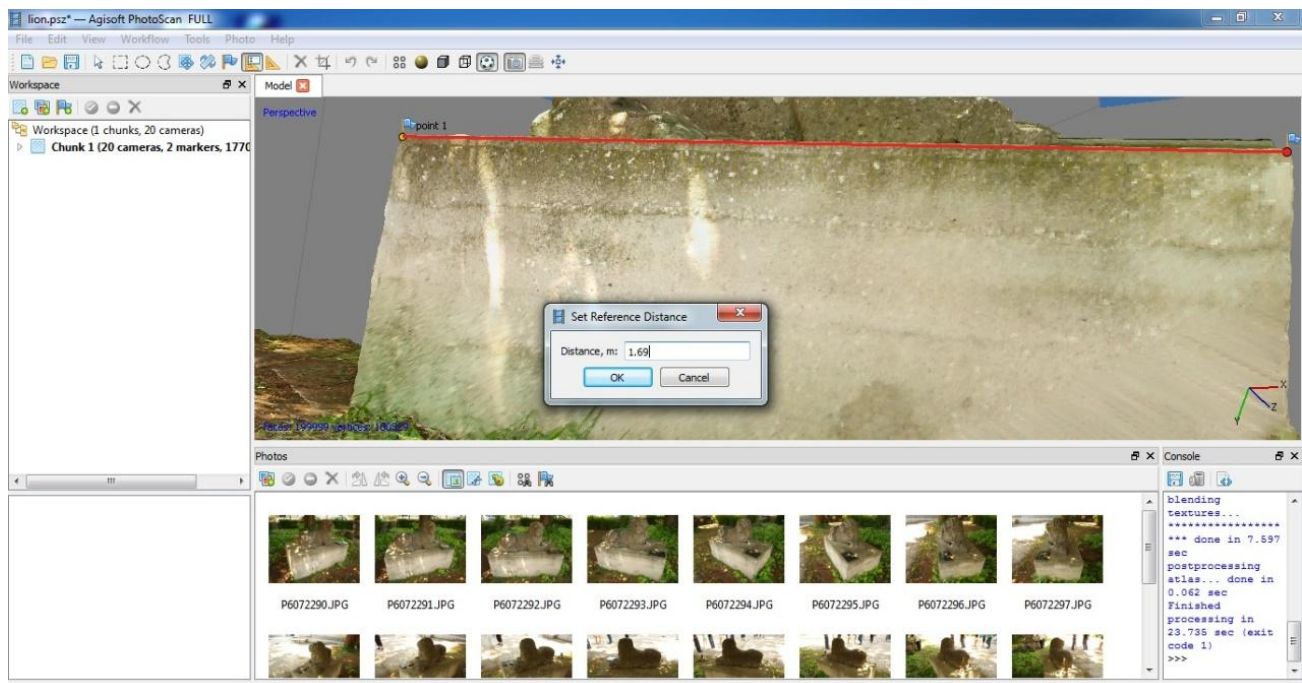 lion.psz* — Agisoft PhotoScan FULL
File Edit View Workflow Tools Photo Help
Workspace
Model
Workspace (1 chunks, 20 cameras)
Chunk 1 (20 cameras, 2 markers, 1770
Perspective
point 1
Set Reference Distance
Distance, m: 1.69
OK Cancel
X
Z
Y
faces: 199999 vertices:
Photos
P6072290.JPG P6072291.JPG P6072292.JPG P6072293.JPG P6072294.JPG P6072295.JPG P6072296.JPG P6072297.JPG
Console
blending
textures...
*****************
*** done in 7.597
sec
postprocessing
atlas... done in
0.062 sec
Finished
processing in
23.735 sec (exit
code 1)
>>>